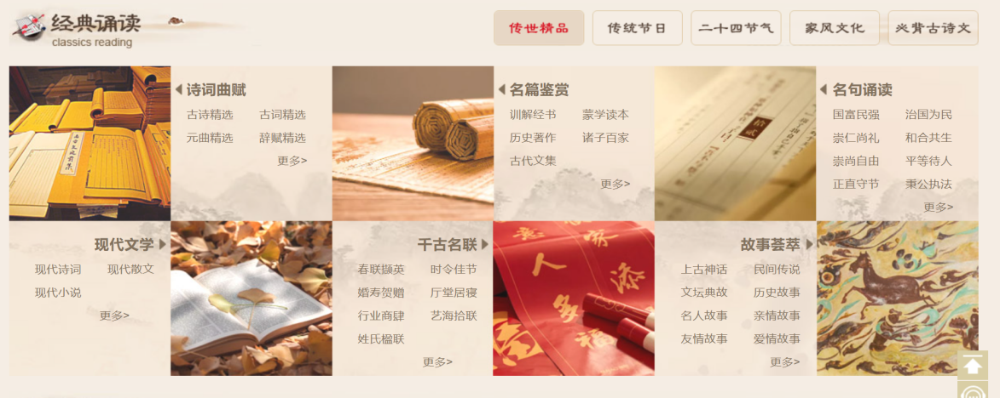 经典诵读
classics reading
传世精品 传统节日 二十四节气 家风文化 必背古诗文
诗词曲赋
古诗精选 古词精选
元曲精选 辞赋精选
更多>
名篇鉴赏
训解经书 蒙学读本
历史著作 诸子百家
古代文集
更多>
拾贰
名句诵读
国富民强 治国为民
崇仁尚礼 和合共生
崇尚自由 平等待人
正直守节 秉公执法
更多>
现代文学
现代诗词 现代散文
现代小说
更多>
千古名联
春联撷英 时令佳节
婚寿贺赠 厅堂居寝
行业商肆 艺海拾联
姓氏楹联
更多>
人
添
多
福
故事荟萃
上古神话 民间传说
文坛典故 历史故事
名人故事 亲情故事
友情故事 爱情故事
更多>